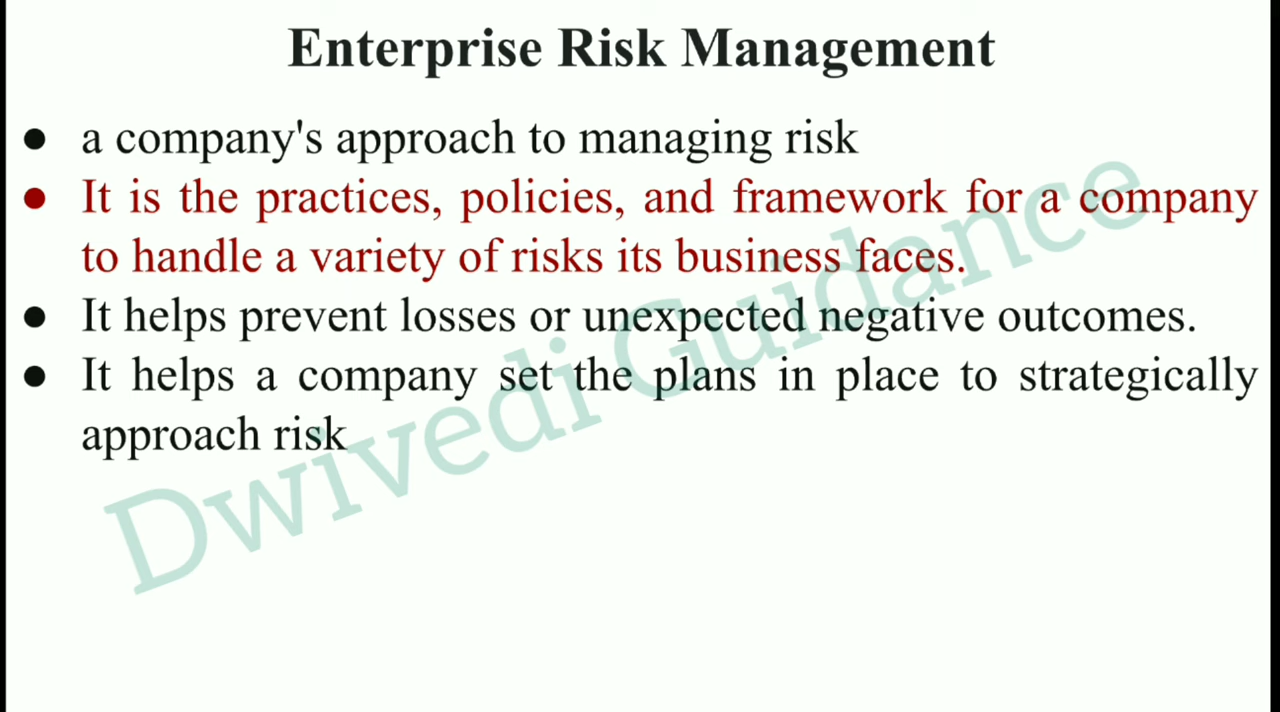 Enterprise Risk Management
● a company's approach to managing risk
● It is the practices, policies, and framework for a company
to handle a variety of risks its business faces.
● It helps prevent losses or unexpected negative outcomes.
● It helps a company set the plans in place to strategically
approach risk
Dwivedi Guidance